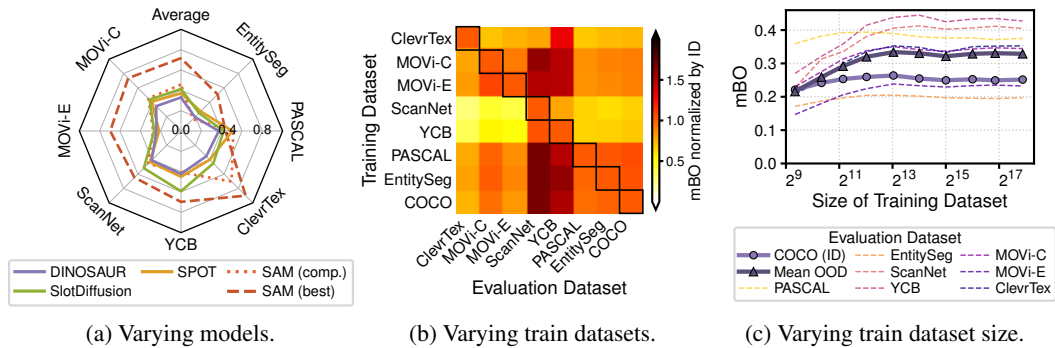 Average
EntitySeg
PASCAL
ClevrTex
YCB
ScanNet
MOVi-E
MOVi-C
0.0
0.4
0.8
DINOSAUR
SPOT
SAM (comp.)
SlotDiffusion
SAM (best)
(a) Varying models.
Training Dataset
ClevrTex
MOVi-C
MOVi-E
ScanNet
YCB
PASCAL
EntitySeg
COCO
ClevrTex
MOVi-C
MOVi-E
ScanNet
YCB
PASCAL
EntitySeg
COCO
Evaluation Dataset
1.5
1.0
0.5
mBO normalized by ID
(b) Varying train datasets.
mBO
0.4
0.3
0.2
0.1
0.0
2^9
2^11
2^13
2^15
2^17
Size of Training Dataset
Evaluation Dataset
COCO (ID)
EntitySeg
MOVi-C
Mean OOD
ScanNet
MOVi-E
PASCAL
YCB
ClevrTex
(c) Varying train dataset size.